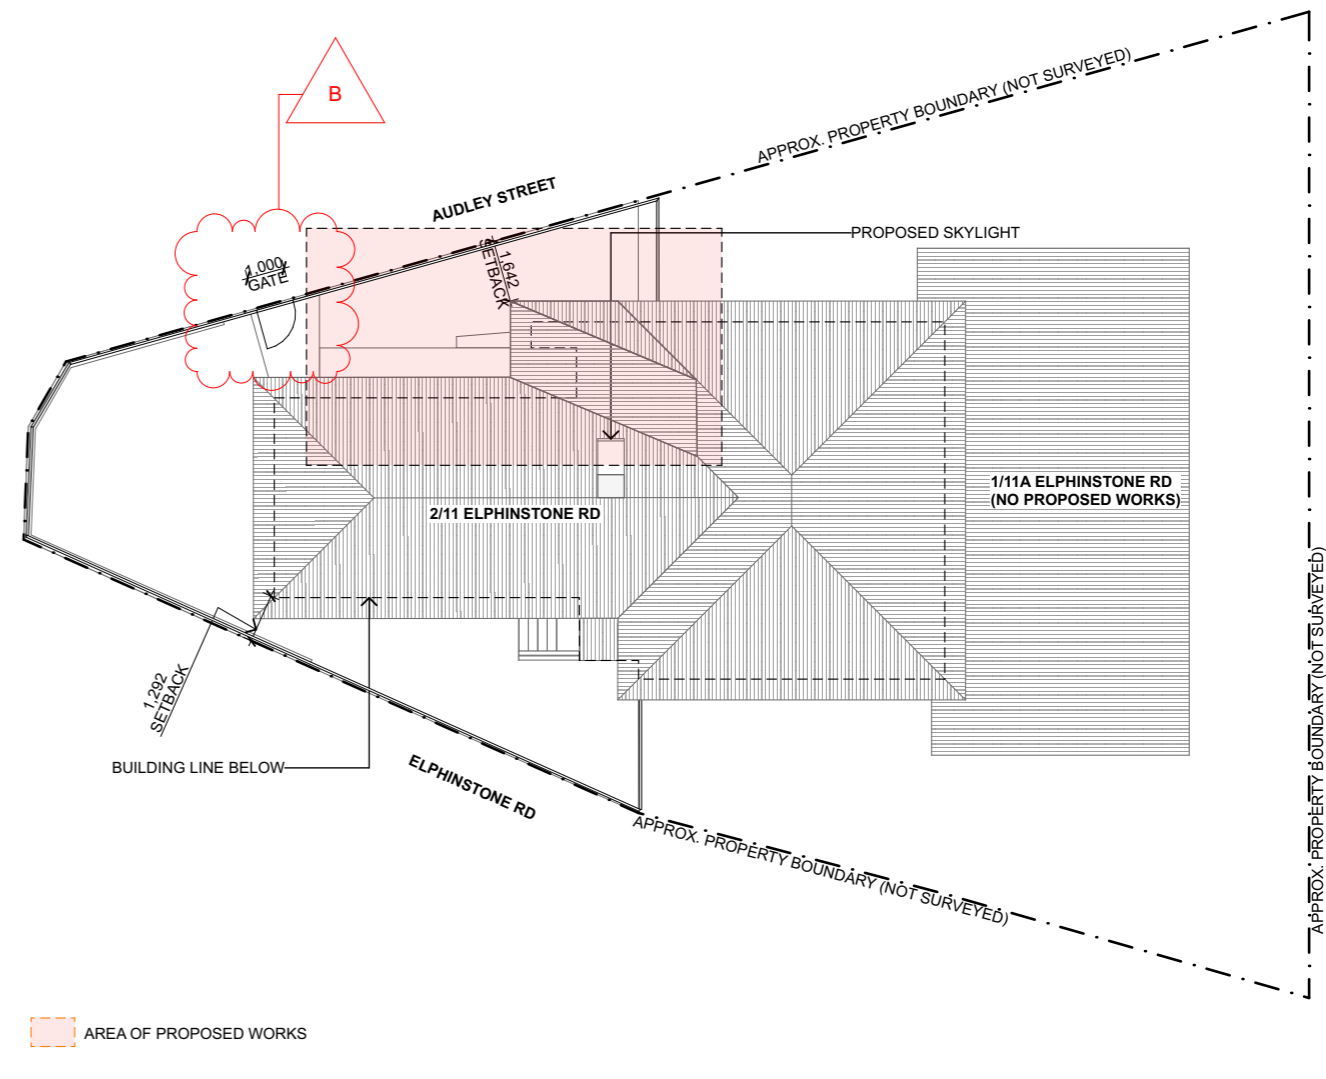 B
APPROX. PROPERTY BOUNDARY (NOT SURVEYED)
AUDLEY STREET
1,000
GATE
1,642
SETBACK
PROPOSED SKYLIGHT
1/11A ELPHINSTONE RD
(NO PROPOSED WORKS)
2/11 ELPHINSTONE RD
1,292
SETBACK
BUILDING LINE BELOW
ELPHINSTONE RD
APPROX. PROPERTY BOUNDARY (NOT SURVEYED)
APPROX. PROPERTY BOUNDARY (NOT SURVEYED)
AREA OF PROPOSED WORKS